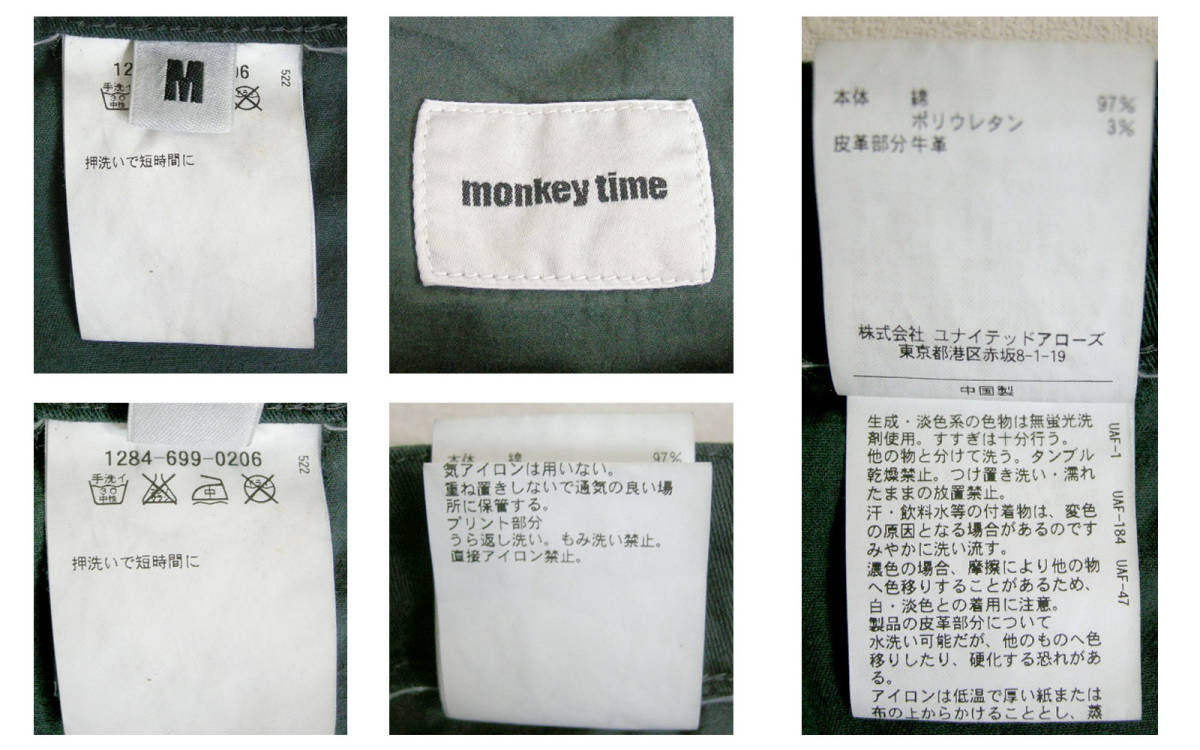 12
06
522
M
手洗イ
30
中性
押洗いで短時間に
monkey time
本体 綿 97%
ポリウレタン 3%
皮革部分 牛革
株式会社 ユナイテッドアローズ
東京都港区赤坂8-1-19
中国製
生成・淡色系の色物は無蛍光洗
剤使用。すすぎは十分行う。
他の物と分けて洗う。タンブル
乾燥禁止。つけ置き洗い・濡れ
たままの放置禁止。
汗・飲料水等の付着物は、変色
の原因となる場合があるのです
みやかに洗い流す。
濃色の場合、摩擦により他の物
へ色移りすることがあるため、
白・淡色との着用に注意。
製品の皮革部分について
水洗い可能だが、他のものへ色
移りしたり、硬化する恐れがあ
る。
アイロンは低温で厚い紙または
布の上からかけることとし、蒸
UAF-1
UAF-184
UAF-47
1284-699-0206
522
手洗イ
30
中性
中
押洗いで短時間に
本体 綿 97%
気アイロンは用いない。
重ね置きしないで通気の良い場
所に保管する。
プリント部分
うら返し洗い。もみ洗い禁止。
直接アイロン禁止。